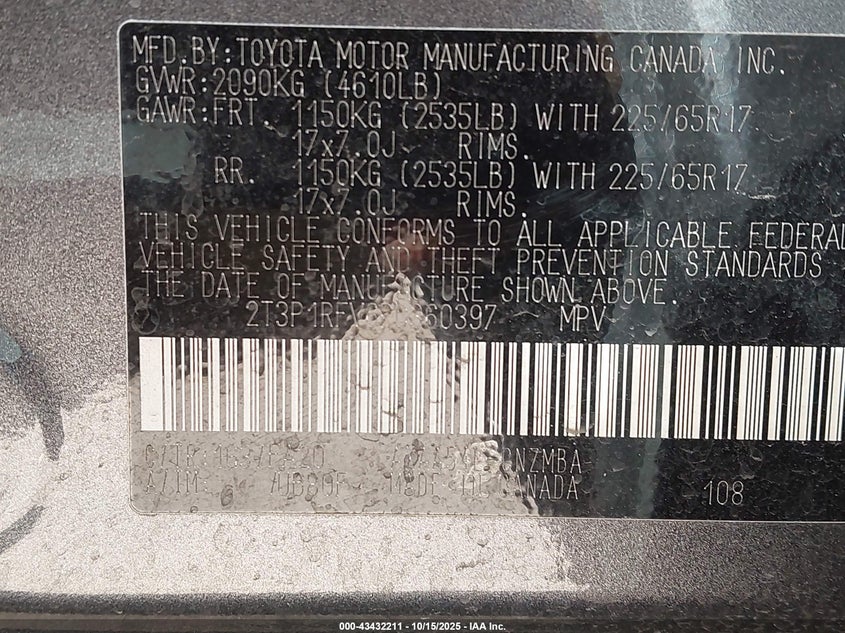 MFD.BY:TOYOTA MOTOR MANUFACTURING CANADA INC.
GVWR:2090KG (4610LB)
GAWR:FRT. 1150KG (2535LB) WITH 225/65R17
17x7.0J RIMS.
RR. 1150KG (2535LB) WITH 225/65R17
17x7.0J RIMS.
THIS VEHICLE CONFORMS TO ALL APPLICABLE FEDERAL
VEHICLE SAFETY AND THEFT PREVENTION STANDARDS
THE DATE OF MANUFACTURE SHOWN ABOVE.
MPV
A/TM: MADE IN CANADA
108
000-43432211 - 10/15/2025 - IAA Inc.